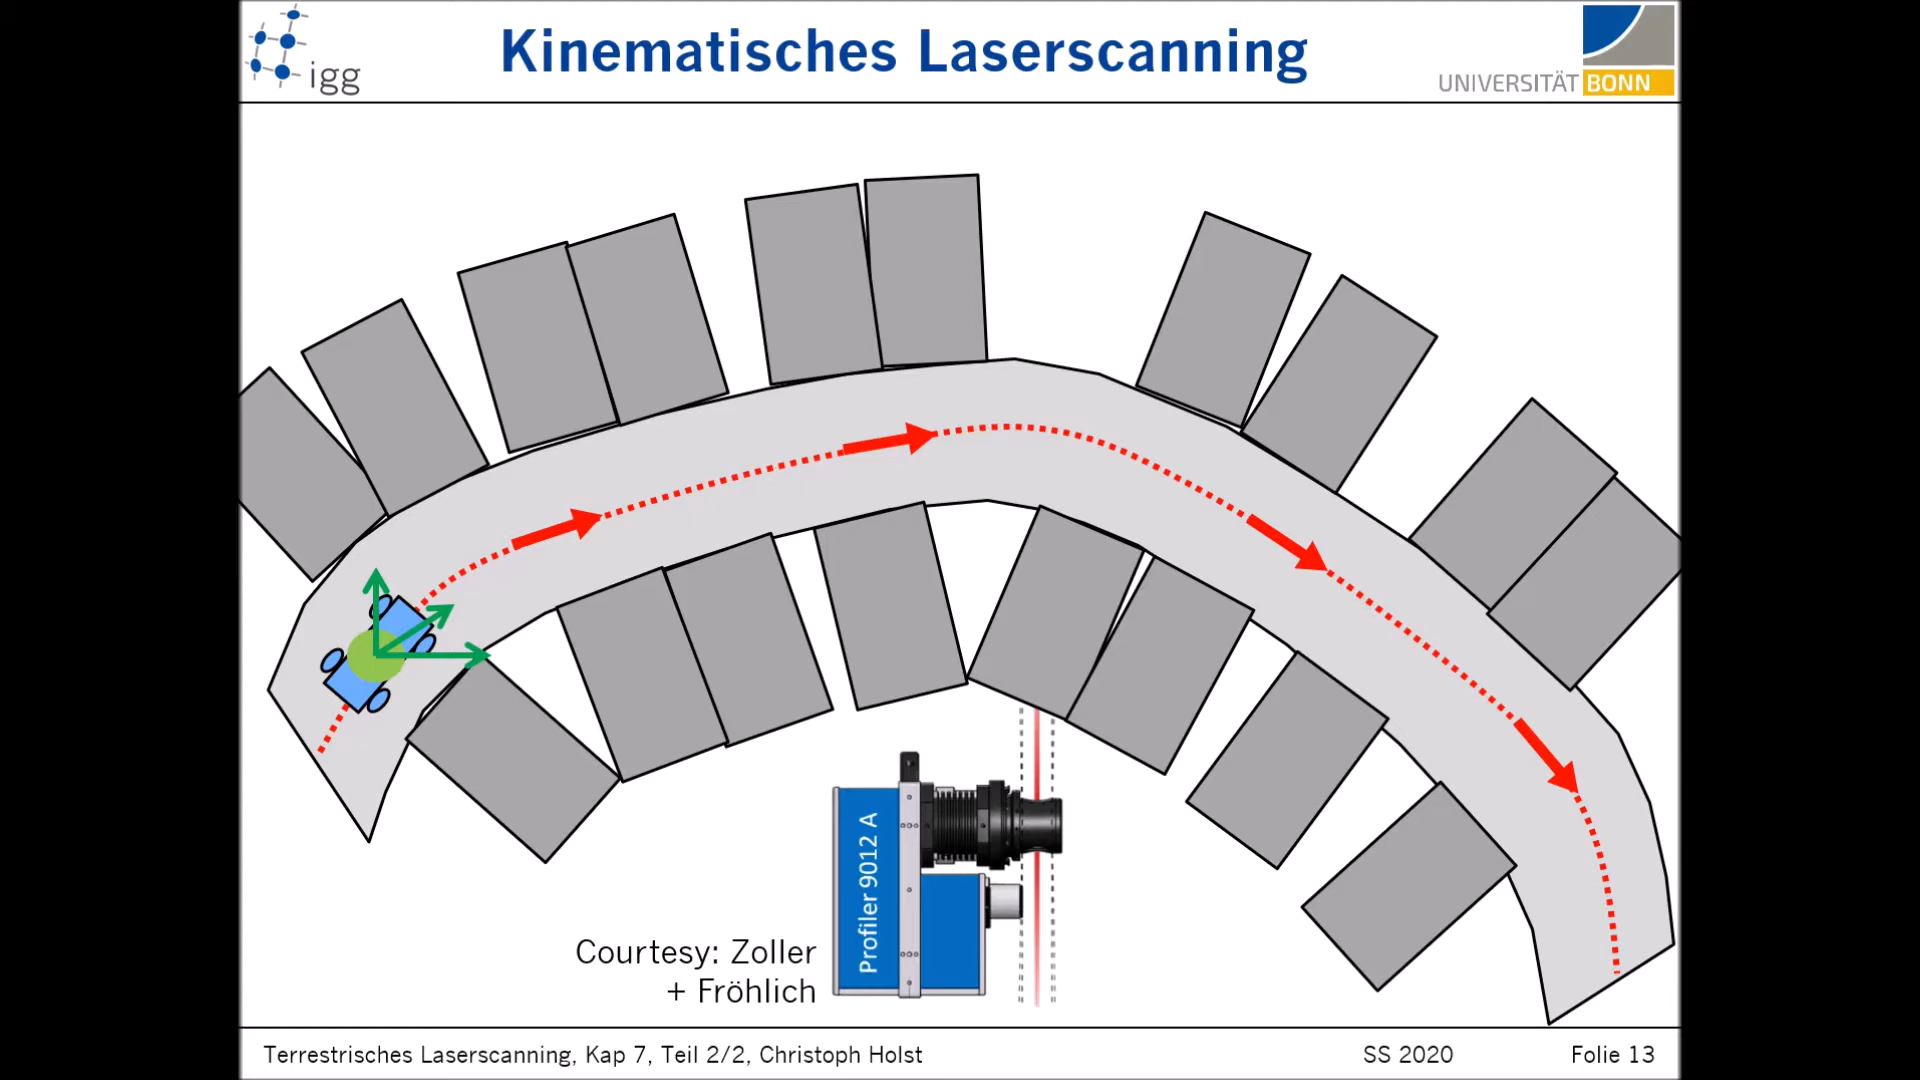 igg
Kinematisches Laserscanning
UNIVERSITÄT BONN
Profiler 9012 A
Courtesy: Zoller
+ Fröhlich
Terrestrisches Laserscanning, Kap 7, Teil 2/2, Christoph Holst
SS 2020
Folie 13